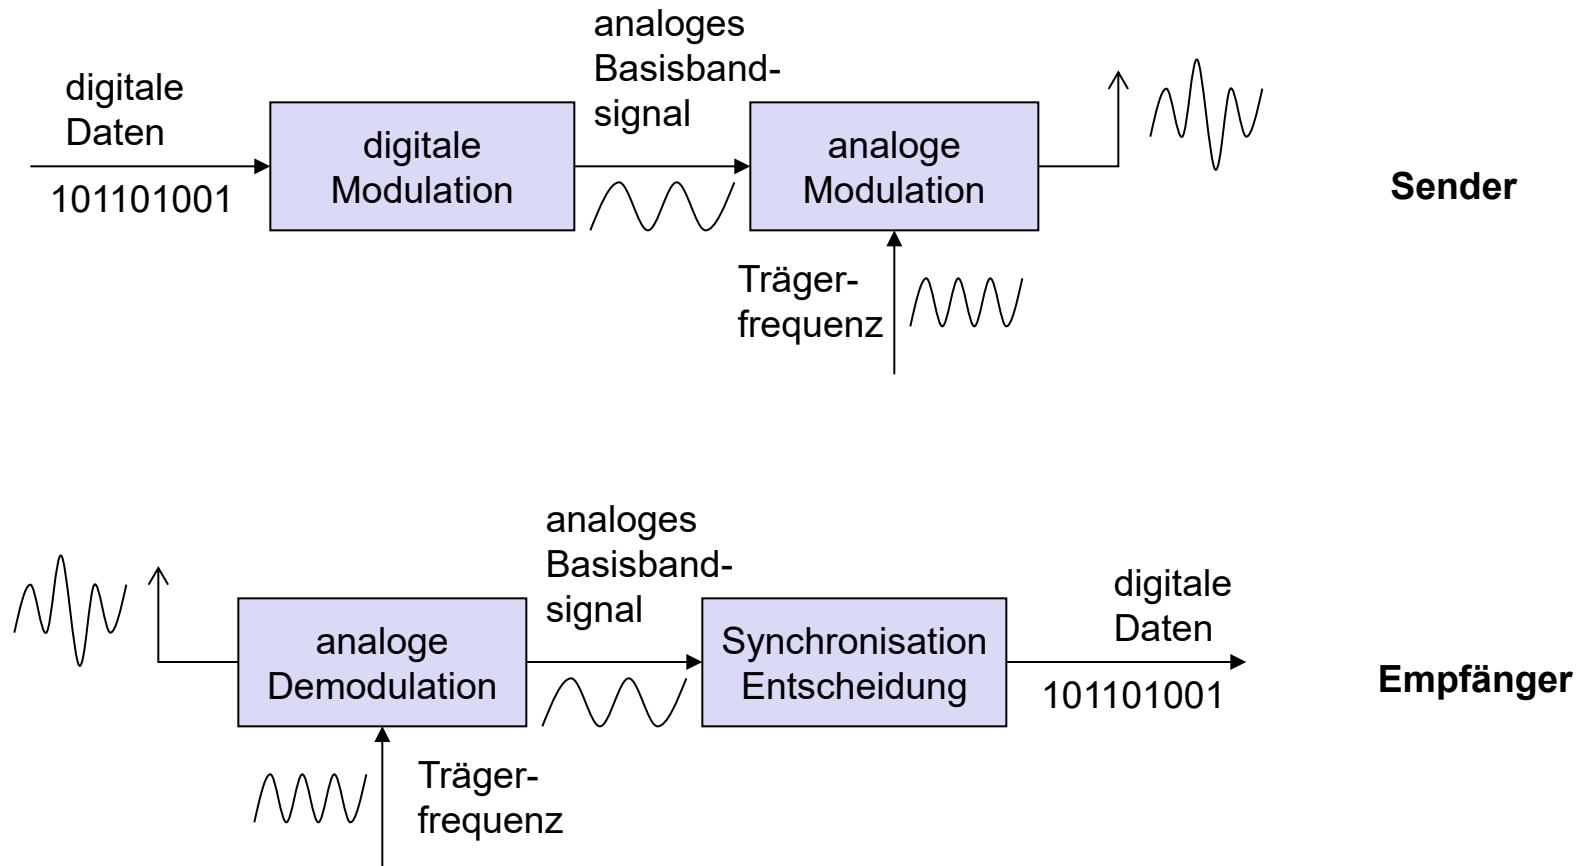 digitale
Daten
101101001
digitale
Modulation
analoges
Basisband-
signal
analoge
Modulation
Träger-
frequenz
Sender
analoge
Demodulation
Träger-
frequenz
analoges
Basisband-
signal
Synchronisation
Entscheidung
digitale
Daten
101101001
Empfänger